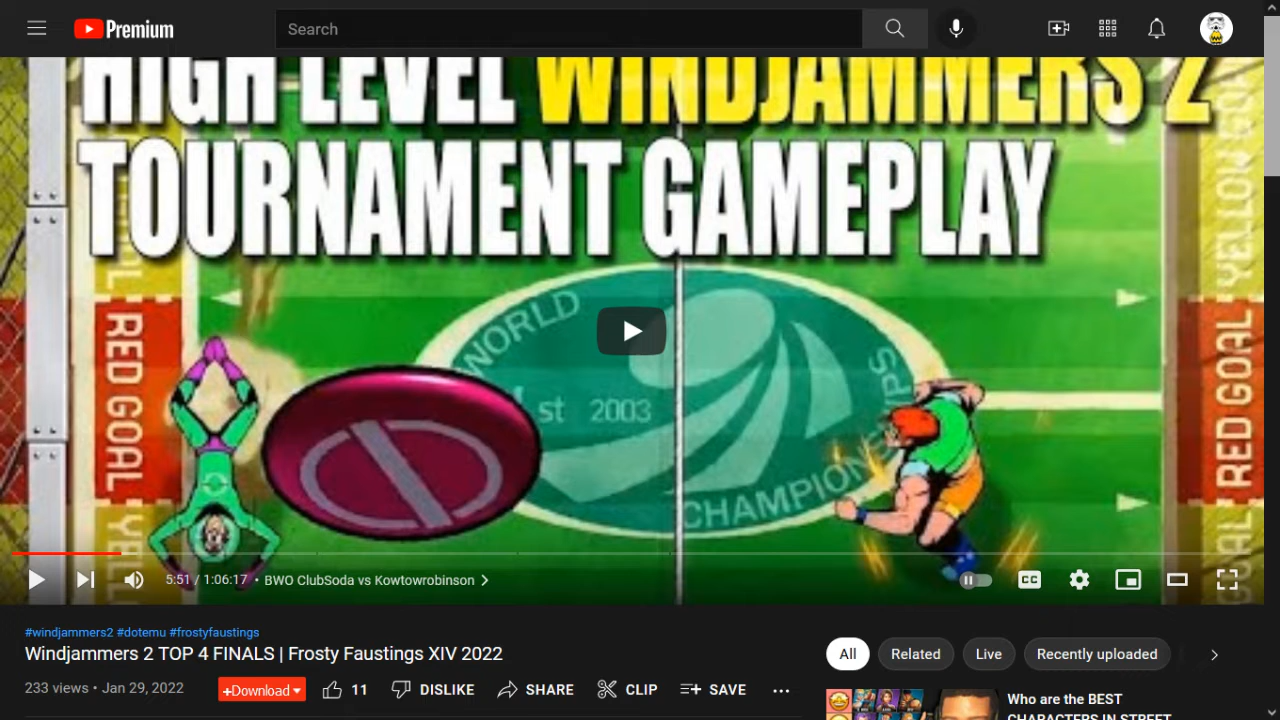 Premium
Search
HIGH LEVEL WINDJAMMERS 2
TOURNAMENT GAMEPLAY
YELLOW GOAL
RED GOAL
RED GOAL
WORLD
st 2003
CHAMPIONSHIPS
5:51 / 1:06:17 • BWO ClubSoda vs Kowtowrobinson
CC
#windjammers2 #dotemu #frostyfaustings
Windjammers 2 TOP 4 FINALS | Frosty Faustings XIV 2022
233 views • Jan 29, 2022
+Download
11
DISLIKE
SHARE
CLIP
SAVE
All
Related
Live
Recently uploaded
Who are the BEST
CHARACTERS IN STREET